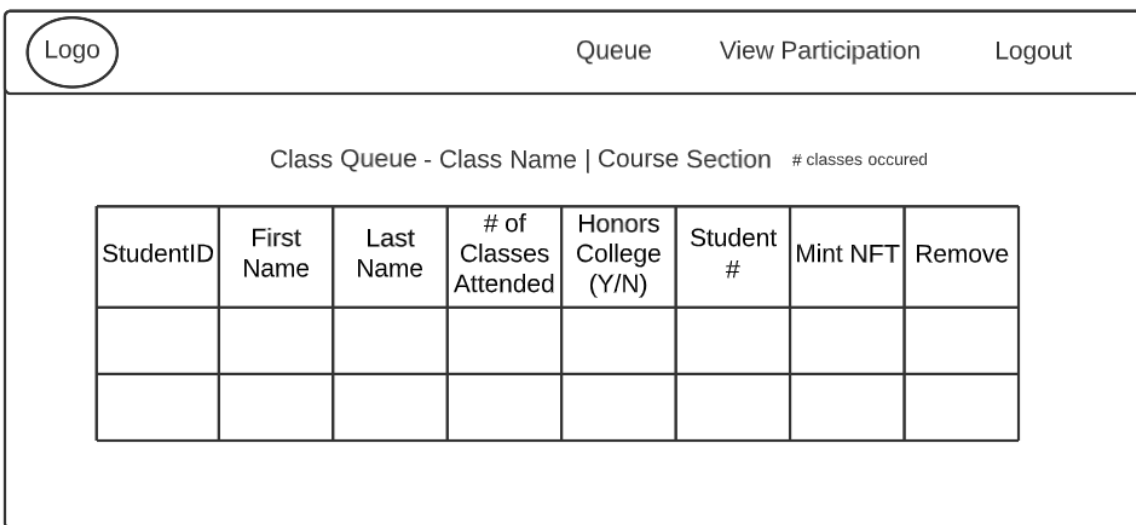 Logo Queue View Participation Logout
Class Queue - Class Name | Course Section # classes occured
StudentID
First
Name
Last
Name
# of
Classes
Attended
Honors
College
(Y/N)
Student
#
Mint NFT
Remove